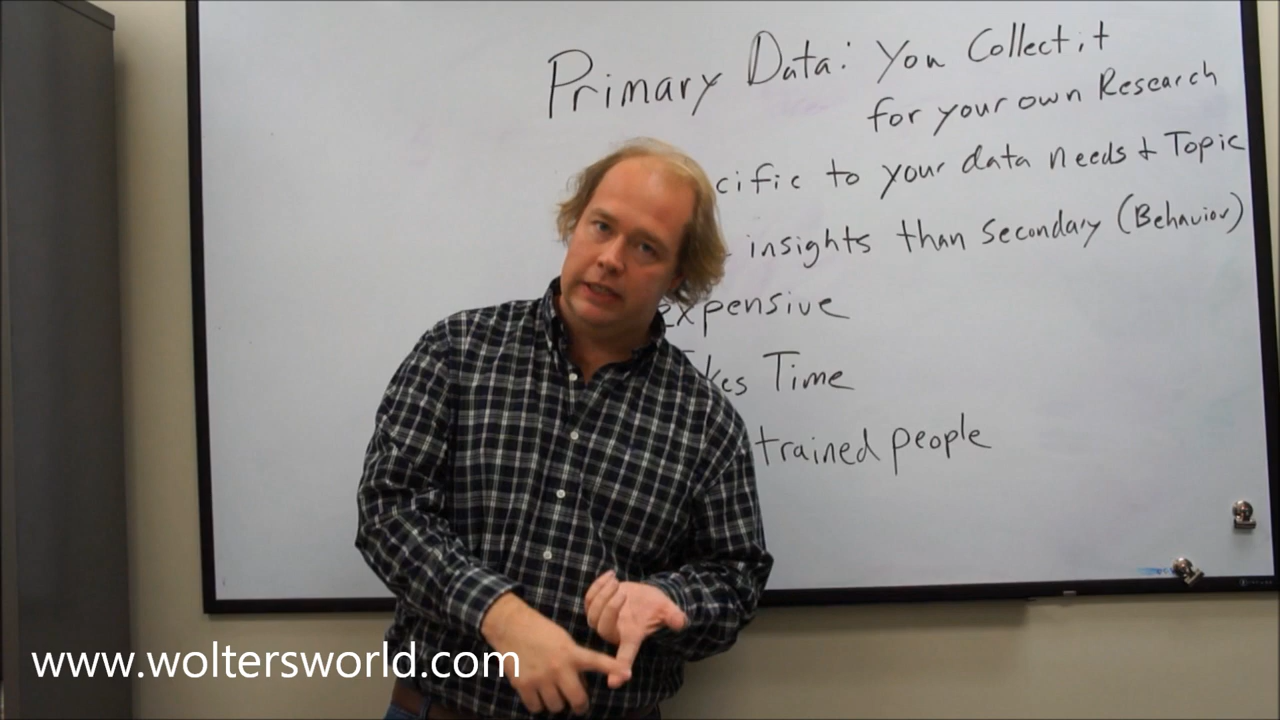 Primary Data: You Collect it
for your own Research
cific to your data needs + Topic
insights than Secondary (Behavior)
expensive
kes Time
trained people
www.woltersworld.com